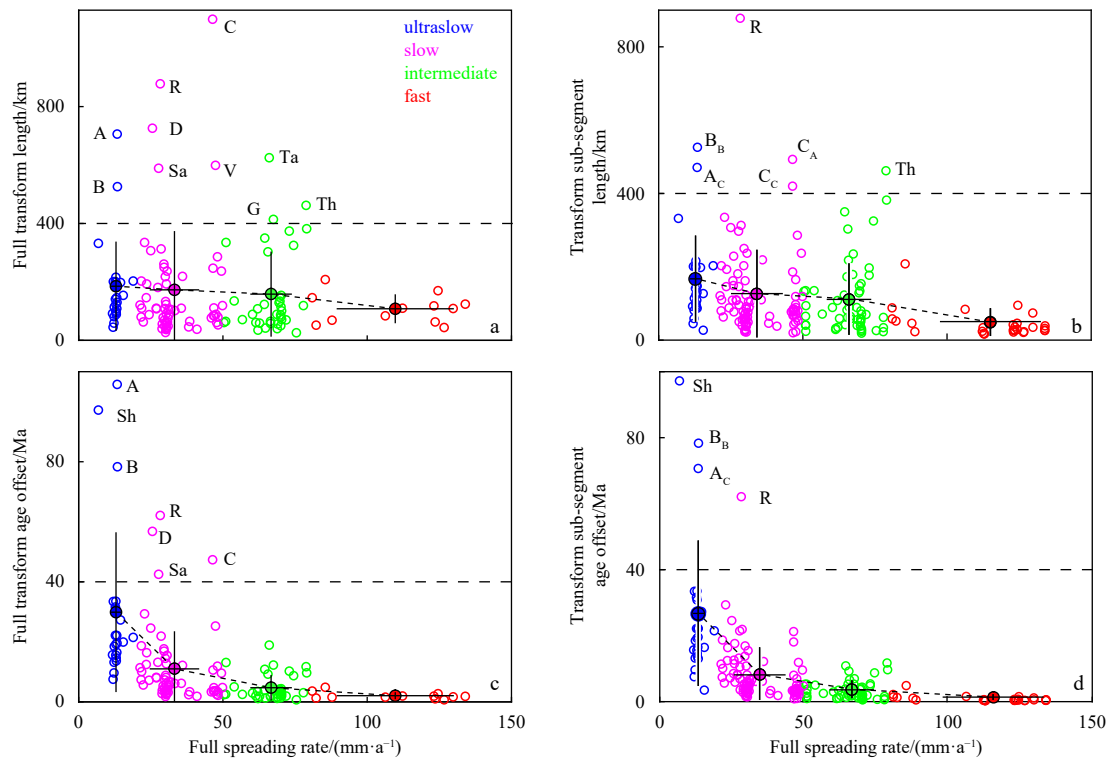 Full transform length/km
800
400
0
C
R
A
D
Sa
V
Ta
B
G
Th
ultraslow
slow
intermediate
fast
a
Transform sub-segment
length/km
800
400
0
R
B_B
C_A
A_C
C_C
Th
b
Full transform age offset/Ma
80
40
0
A
Sh
B
R
D
C
Sa
c
0
50
100
150
Full spreading rate/(mm·a⁻¹)
Transform sub-segment
age offset/Ma
80
40
0
Sh
B_B
A_C
R
d
0
50
100
150
Full spreading rate/(mm·a⁻¹)